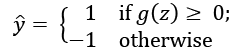 ŷ = { 1 if g(z) ≥ 0;
−1 otherwise